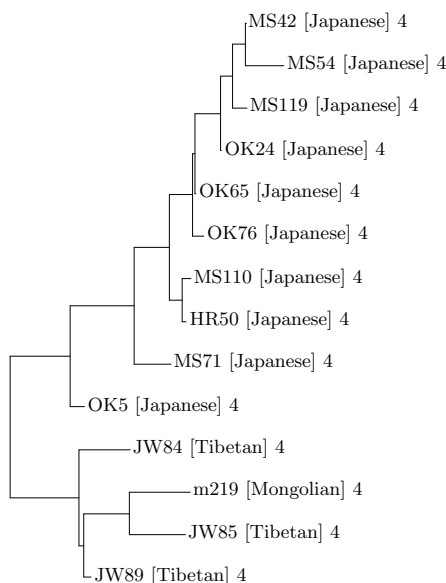 MS42 [Japanese] 4
MS54 [Japanese] 4
MS119 [Japanese] 4
OK24 [Japanese] 4
OK65 [Japanese] 4
OK76 [Japanese] 4
MS110 [Japanese] 4
HR50 [Japanese] 4
MS71 [Japanese] 4
OK5 [Japanese] 4
JW84 [Tibetan] 4
m219 [Mongolian] 4
JW85 [Tibetan] 4
JW89 [Tibetan] 4